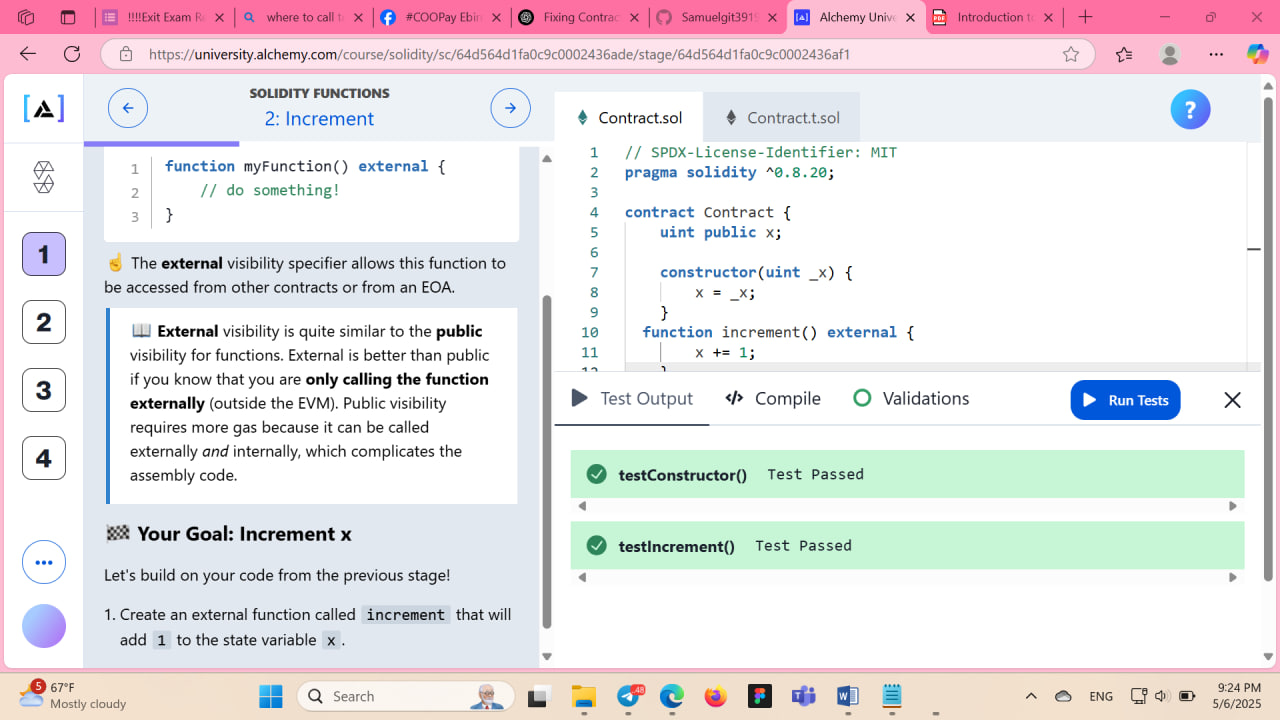 !!!!Exit Exam Re
where to call t
#COOPay Ebir
Fixing Contrac
Samuelgit3919
Alchemy Unive
Introduction to
https://university.alchemy.com/course/solidity/sc/64d564d1fa0c9c0002436ade/stage/64d564d1fa0c9c0002436af1
[A]
SOLIDITY FUNCTIONS
2: Increment
1 function myFunction() external {
2 // do something!
3 }
☝️ The external visibility specifier allows this function to
be accessed from other contracts or from an EOA.
📖 External visibility is quite similar to the public
visibility for functions. External is better than public
if you know that you are only calling the function
externally (outside the EVM). Public visibility
requires more gas because it can be called
externally and internally, which complicates the
assembly code.
🏁 Your Goal: Increment x
Let's build on your code from the previous stage!
1. Create an external function called increment that will
add 1 to the state variable x.
1
2
3
4
Contract.sol
Contract.t.sol
?
1 // SPDX-License-Identifier: MIT
2 pragma solidity ^0.8.20;
3
4 contract Contract {
5 uint public x;
6
7 constructor(uint _x) {
8 x = _x;
9 }
10 function increment() external {
11 x += 1;
12 }
Test Output
Compile
Validations
Run Tests
testConstructor() Test Passed
testIncrement() Test Passed
5
67°F
Mostly cloudy
Search
48
ENG
9:24 PM
5/6/2025